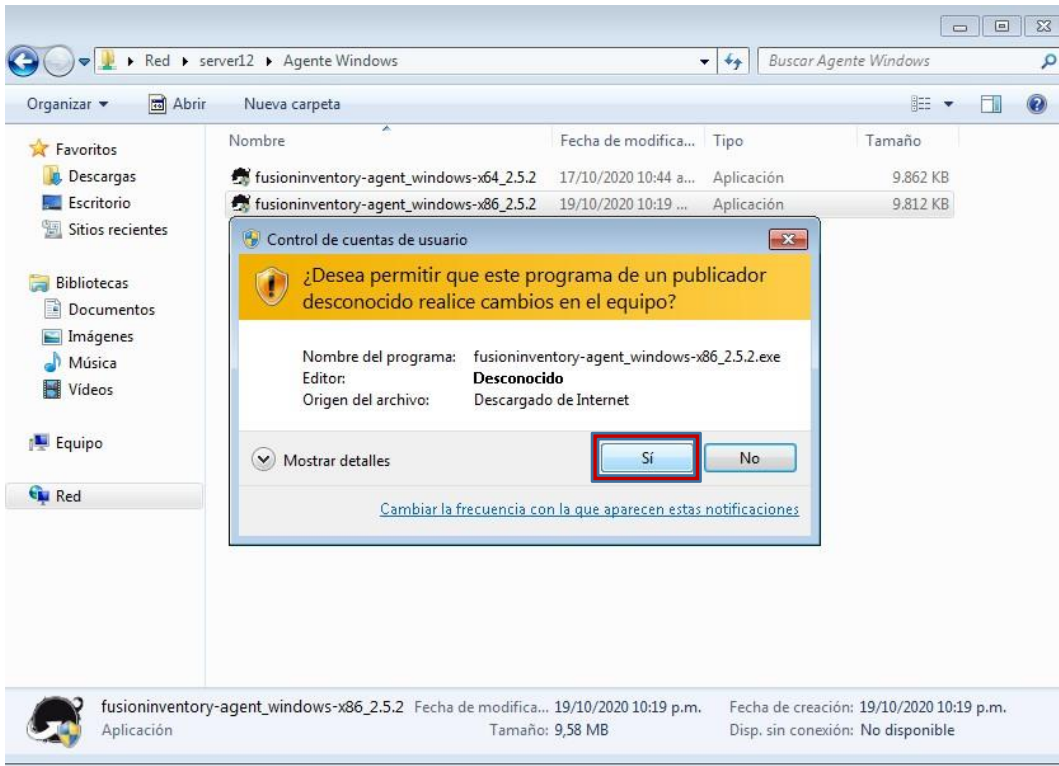 Red server12 Agente Windows
Buscar Agente Windows
Organizar Abrir Nueva carpeta
Favoritos
Descargas
Escritorio
Sitios recientes
Bibliotecas
Documentos
Imágenes
Música
Vídeos
Equipo
Red
Nombre Fecha de modifica... Tipo Tamaño
fusioninventory-agent_windows-x64_2.5.2 17/10/2020 10:44 a... Aplicación 9.862 KB
fusioninventory-agent_windows-x86_2.5.2 19/10/2020 10:19 ... Aplicación 9.812 KB
Control de cuentas de usuario
¿Desea permitir que este programa de un publicador
desconocido realice cambios en el equipo?
Nombre del programa: fusioninventory-agent_windows-x86_2.5.2.exe
Editor: Desconocido
Origen del archivo: Descargado de Internet
Mostrar detalles Sí No
Cambiar la frecuencia con la que aparecen estas notificaciones
fusioninventory-agent_windows-x86_2.5.2 Fecha de modifica... 19/10/2020 10:19 p.m. Fecha de creación: 19/10/2020 10:19 p.m.
Aplicación Tamaño: 9,58 MB Disp. sin conexión: No disponible